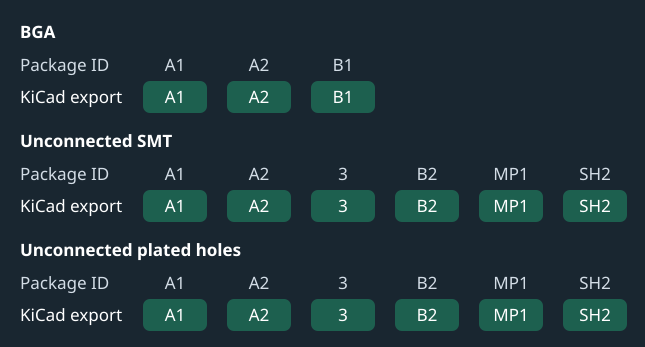 BGA
Package ID A1 A2 B1
KiCad export A1 A2 B1
Unconnected SMT
Package ID A1 A2 3 B2 MP1 SH2
KiCad export A1 A2 3 B2 MP1 SH2
Unconnected plated holes
Package ID A1 A2 3 B2 MP1 SH2
KiCad export A1 A2 3 B2 MP1 SH2